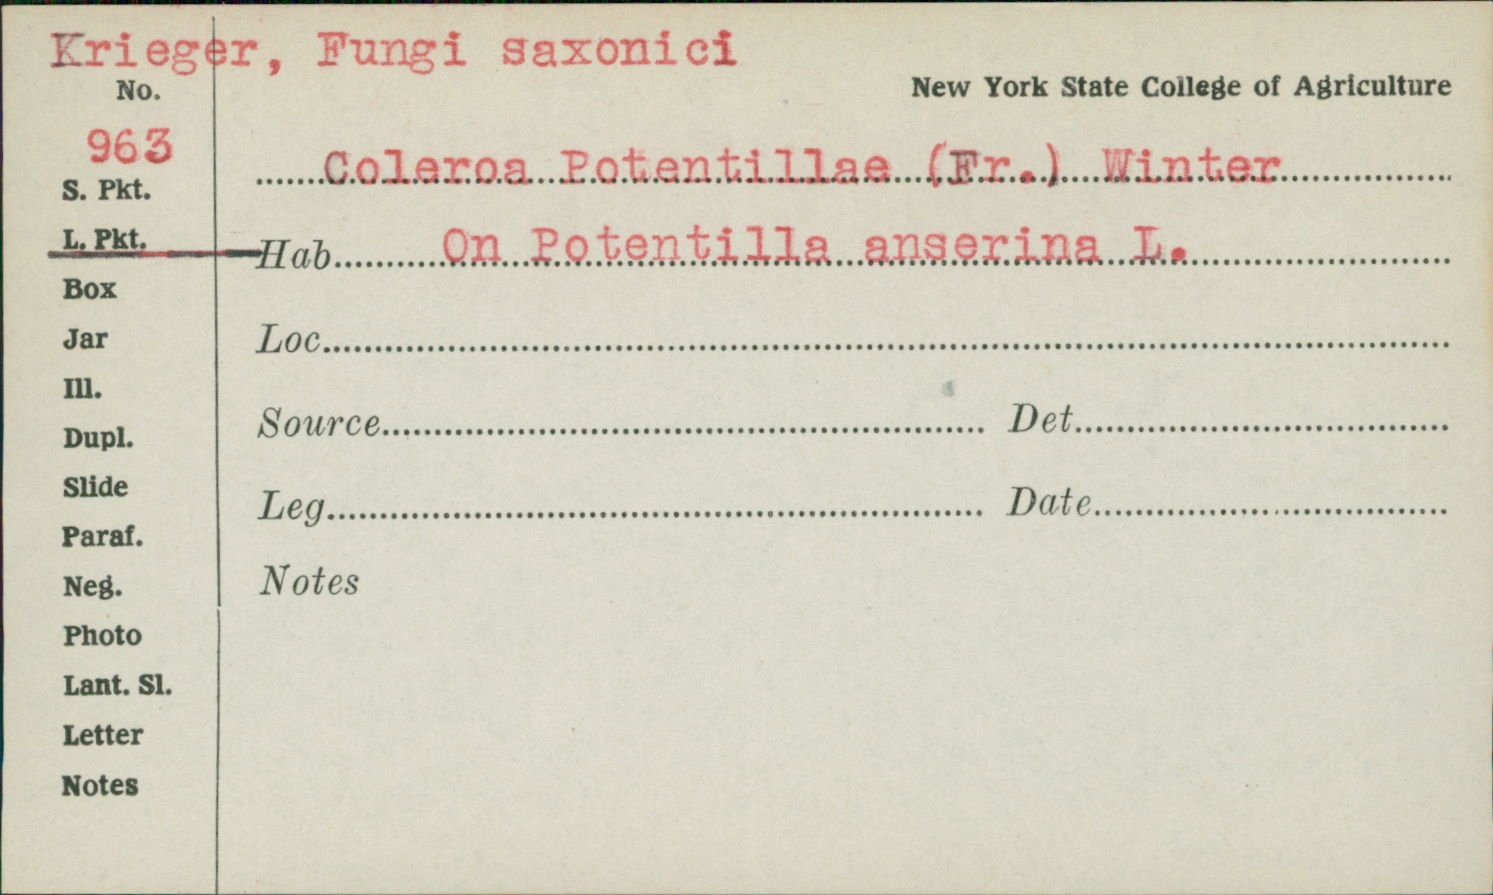 Krieger, Fungi saxonici
No.
New York State College of Agriculture
963
Coleroa Potentillae (Fr.) Winter
S. Pkt.
L. Pkt.
Hab. On Potentilla anserina L.
Box
Loc.
Jar
Ill.
Source Det.
Dupl.
Slide
Leg. Date
Paraf.
Neg.
Notes
Photo
Lant. Sl.
Letter
Notes